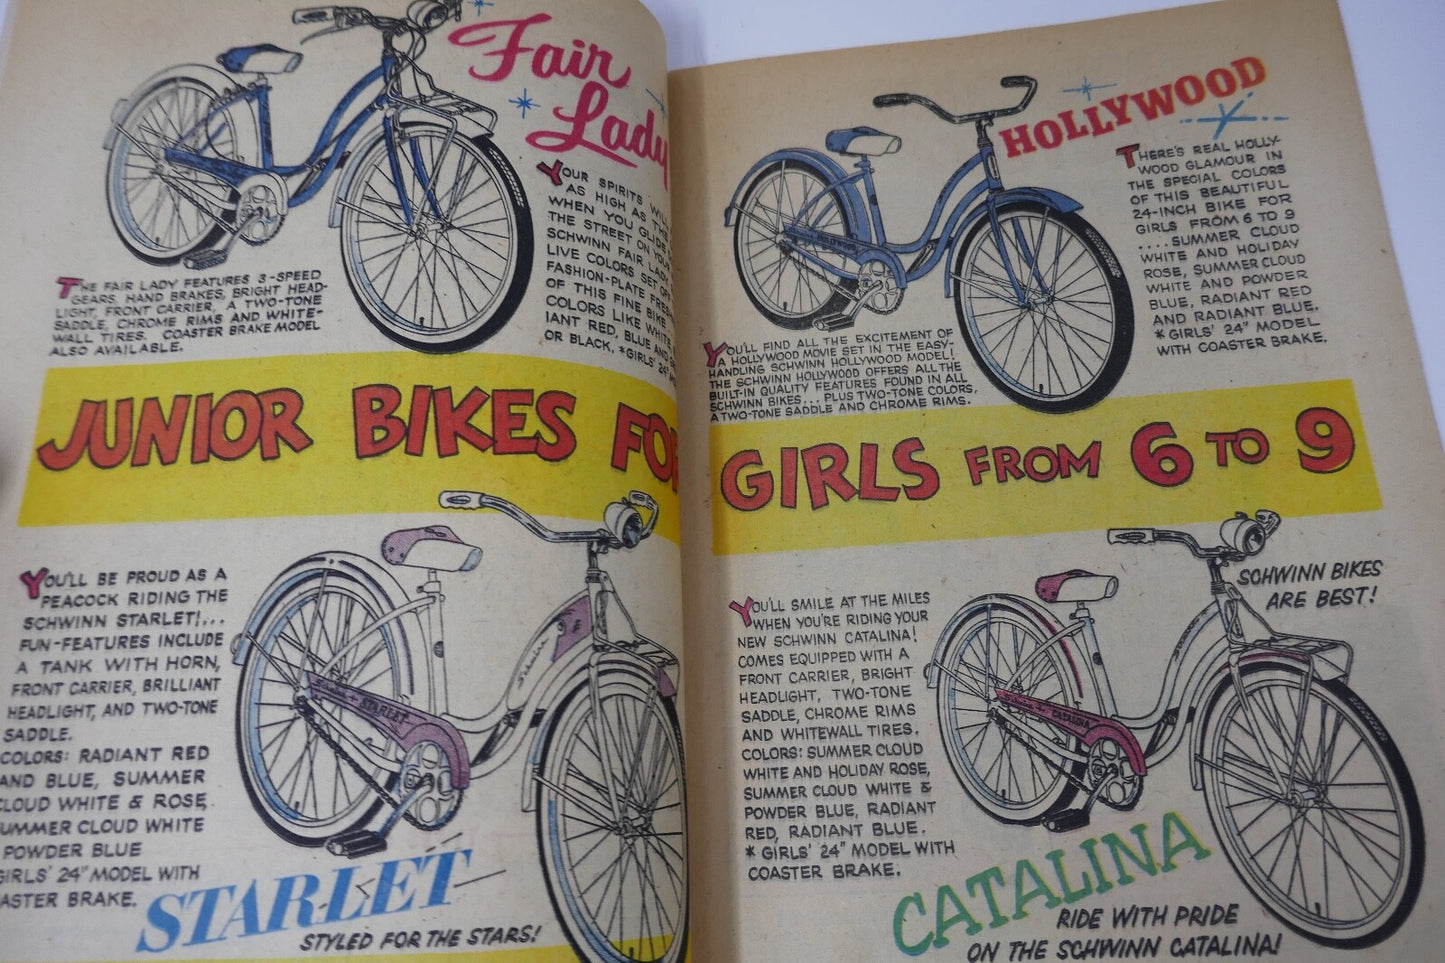 Fair
Lady
YOUR SPIRITS WILL
AS HIGH AS THE
WHEN YOU GLIDE
THE STREET ON YOUR
SCHWINN FAIR LADY
LIVE COLORS SET OFF
FASHION-PLATE
OF THIS FINE BIKE
COLORS LIKE WHITE,
IANT RED, BLUE AND
OR BLACK. *GIRLS' 24"
THE FAIR LADY FEATURES 3-SPEED
GEARS, HAND BRAKES, BRIGHT HEAD-
LIGHT, FRONT CARRIER, A TWO-TONE
SADDLE, CHROME RIMS AND WHITE-
WALL TIRES. COASTER BRAKE MODEL
ALSO AVAILABLE.
HOLLYWOOD
THERE'S REAL HOLLY-
WOOD GLAMOUR IN
THE SPECIAL COLORS
OF THIS BEAUTIFUL
24-INCH BIKE FOR
GIRLS FROM 6 TO 9
....SUMMER CLOUD
WHITE AND HOLIDAY
ROSE, SUMMER CLOUD
WHITE AND POWDER
BLUE, RADIANT RED
AND RADIANT BLUE.
*GIRLS' 24" MODEL
WITH COASTER BRAKE.
HOLLYWOOD
YOU'LL FIND ALL THE EXCITEMENT OF
A HOLLYWOOD MOVIE SET IN THE EASY-
HANDLING SCHWINN HOLLYWOOD MODEL!
THE SCHWINN HOLLYWOOD OFFERS ALL THE
BUILT-IN QUALITY FEATURES FOUND IN ALL
SCHWINN BIKES... PLUS TWO-TONE COLORS,
A TWO-TONE SADDLE AND CHROME RIMS.
JUNIOR BIKES FOR
GIRLS FROM 6 TO 9
YOU'LL BE PROUD AS A
PEACOCK RIDING THE
SCHWINN STARLET!...
FUN-FEATURES INCLUDE
A TANK WITH HORN,
FRONT CARRIER, BRILLIANT
HEADLIGHT, AND TWO-TONE
SADDLE.
COLORS: RADIANT RED
AND BLUE, SUMMER
CLOUD WHITE & ROSE,
SUMMER CLOUD WHITE
POWDER BLUE
GIRLS' 24" MODEL WITH
COASTER BRAKE.
Schwinn
STARLET
STARLET
STYLED FOR THE STARS!
YOU'LL SMILE AT THE MILES
WHEN YOU'RE RIDING YOUR
NEW SCHWINN CATALINA!
COMES EQUIPPED WITH A
FRONT CARRIER, BRIGHT
HEADLIGHT, TWO-TONE
SADDLE, CHROME RIMS
AND WHITEWALL TIRES.
COLORS: SUMMER CLOUD
WHITE AND HOLIDAY ROSE,
SUMMER CLOUD WHITE &
POWDER BLUE, RADIANT
RED, RADIANT BLUE.
* GIRLS' 24" MODEL WITH
COASTER BRAKE.
SCHWINN BIKES
ARE BEST!
CATALINA
CATALINA
RIDE WITH PRIDE
ON THE SCHWINN CATALINA!